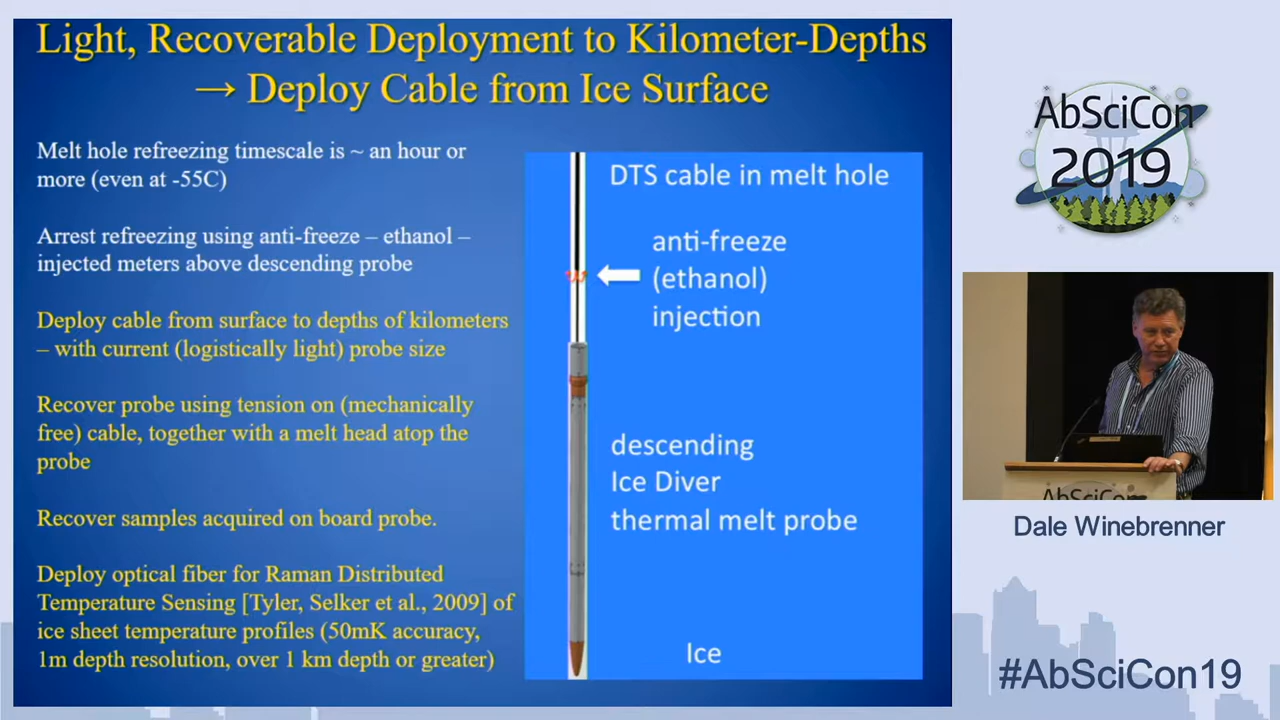 Light, Recoverable Deployment to Kilometer-Depths
→ Deploy Cable from Ice Surface
Melt hole refreezing timescale is ~ an hour or
more (even at -55C)
Arrest refreezing using anti-freeze – ethanol –
injected meters above descending probe
Deploy cable from surface to depths of kilometers
– with current (logistically light) probe size
Recover probe using tension on (mechanically
free) cable, together with a melt head atop the
probe
Recover samples acquired on board probe.
Deploy optical fiber for Raman Distributed
Temperature Sensing [Tyler, Selker et al., 2009] of
ice sheet temperature profiles (50mK accuracy,
1m depth resolution, over 1 km depth or greater)
DTS cable in melt hole
anti-freeze
(ethanol)
injection
descending
Ice Diver
thermal melt probe
Ice
AbSciCon
2019
AbSciCon
Dale Winebrenner
#AbSciCon19